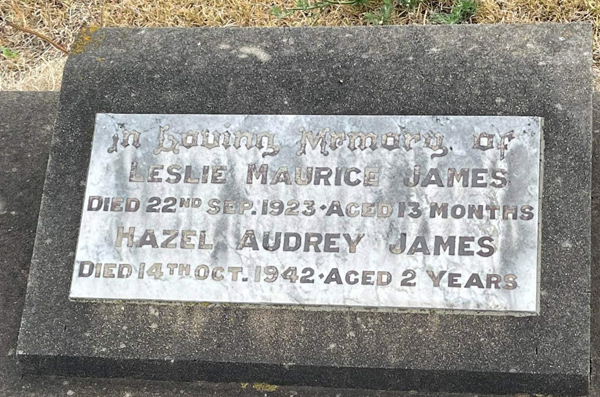 In Loving Memory of
LESLIE MAURICE JAMES
DIED 22ND SEP. 1923 • AGED 13 MONTHS
HAZEL AUDREY JAMES
DIED 14TH OCT. 1942 • AGED 2 YEARS